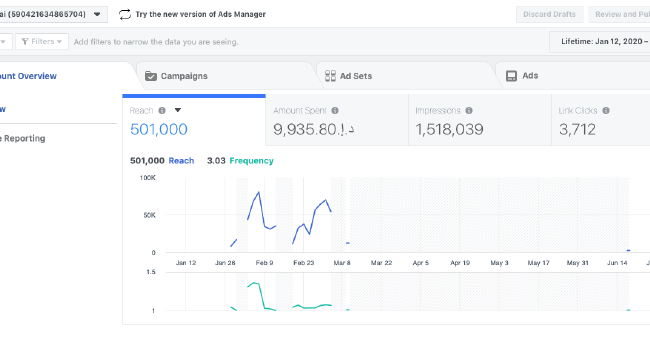 ai (590421634865704)
Try the new version of Ads Manager
Discard Drafts
Review and Pu
Filters
Add filters to narrow the data you are seeing.
Lifetime: Jan 12, 2020 –
ount Overview
Campaigns
Ad Sets
Ads
w
e Reporting
Reach
Amount Spent
Impressions
Link Clicks
501,000
9,935.80د.إ.
1,518,039
3,712
501,000 Reach 3.03 Frequency
100K
50K
0
Jan 12 Jan 26 Feb 9 Feb 23 Mar 8 Mar 22 Apr 5 Apr 19 May 3 May 17 May 31 Jun 14 J
1.5
1